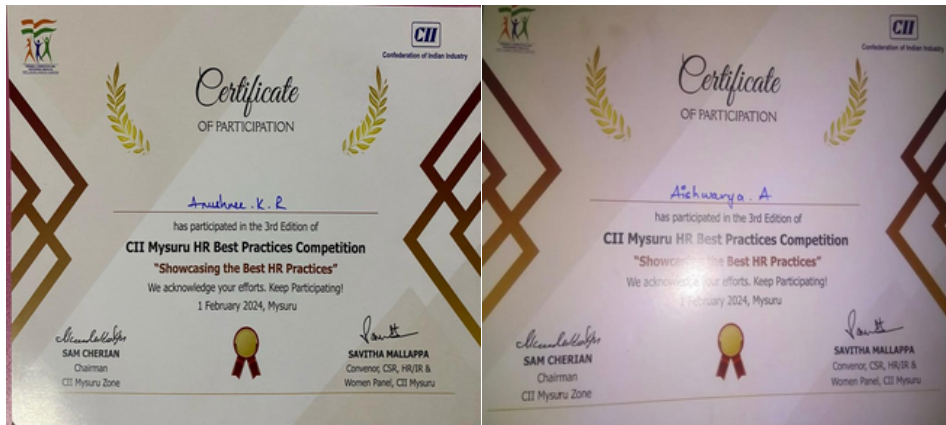 CII
Confederation of Indian Industry
Certificate
OF PARTICIPATION
Anushree.K.R
has participated in the 3rd Edition of
CII Mysuru HR Best Practices Competition
"Showcasing the Best HR Practices"
We acknowledge your efforts. Keep Participating!
1 February 2024, Mysuru
SAM CHERIAN
Chairman
CII Mysuru Zone
SAVITHA MALLAPPA
Convenor, CSR, HR/IR &
Women Panel, CII Mysuru
CII
Confederation of Indian Industry
Certificate
OF PARTICIPATION
Aishwarya.A
has participated in the 3rd Edition of
CII Mysuru HR Best Practices Competition
"Showcasing the Best HR Practices"
We acknowledge your efforts. Keep Participating!
1 February 2024, Mysuru
SAM CHERIAN
Chairman
CII Mysuru Zone
SAVITHA MALLAPPA
Convenor, CSR, HR/IR &
Women Panel, CII Mysuru